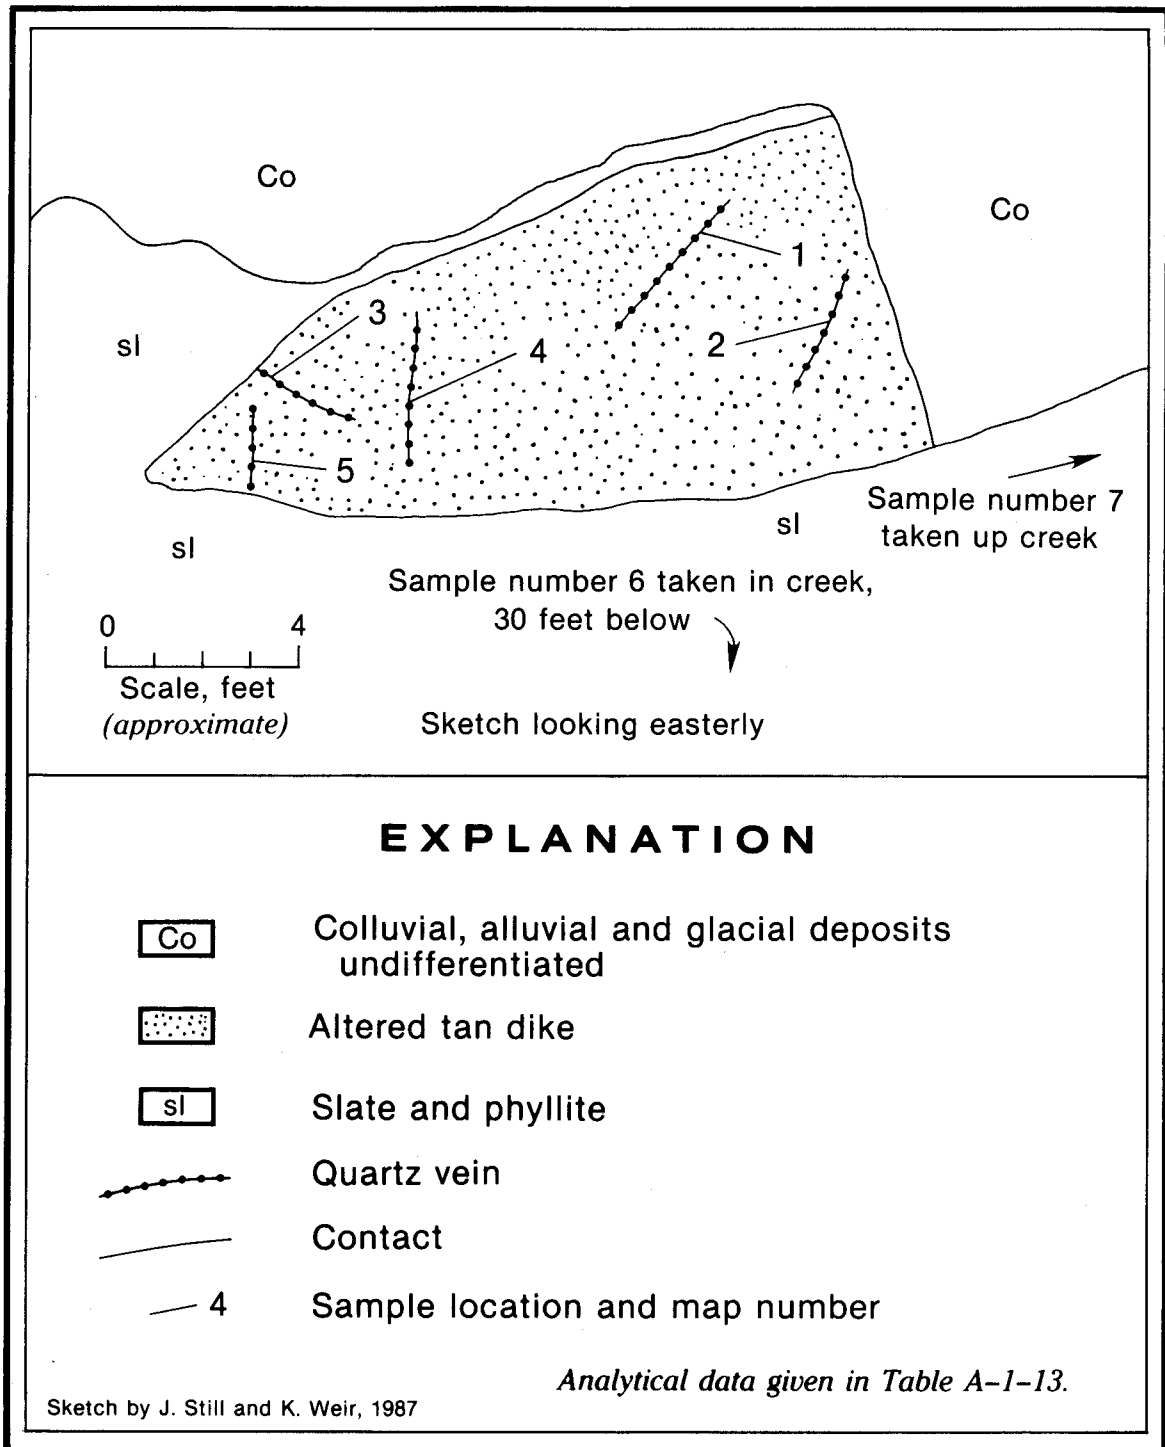 Co
Co
1
3
sl
4
2
5
Sample number 7
taken up creek
sl
sl
Sample number 6 taken in creek,
30 feet below
0 4
Scale, feet
(approximate)
Sketch looking easterly
EXPLANATION
Co
Colluvial, alluvial and glacial deposits
undifferentiated
Altered tan dike
sl
Slate and phyllite
Quartz vein
Contact
4
Sample location and map number
Analytical data given in Table A-1-13.
Sketch by J. Still and K. Weir, 1987